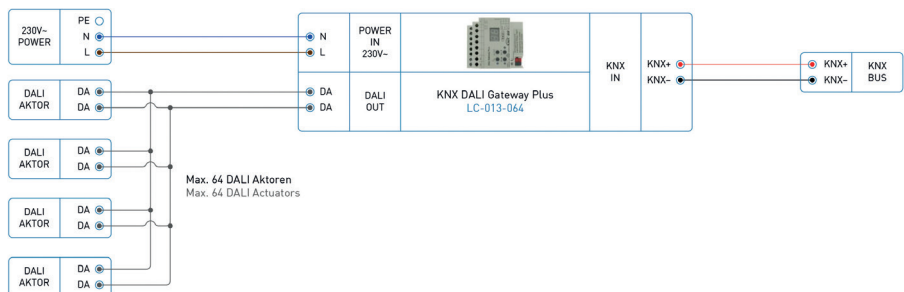 230V~
POWER
PE
N
L
N
L
POWER
IN
230V~
KNX
IN
KNX+
KNX−
KNX+
KNX−
KNX
BUS
DALI
AKTOR
DA
DA
DA
DA
DALI
OUT
KNX DALI Gateway Plus
LC-013-064
DALI
AKTOR
DA
DA
Max. 64 DALI Aktoren
Max. 64 DALI Actuators
DALI
AKTOR
DA
DA
DALI
AKTOR
DA
DA